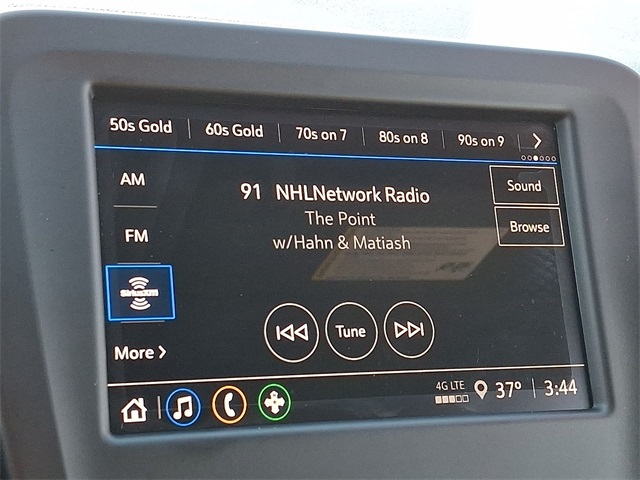 50s Gold
60s Gold
70s on 7
80s on 8
90s on 9
AM
FM
SiriusXM
More
91 NHLNetwork Radio
The Point
w/Hahn & Matiash
Sound
Browse
Tune
4G LTE
37°
3:44